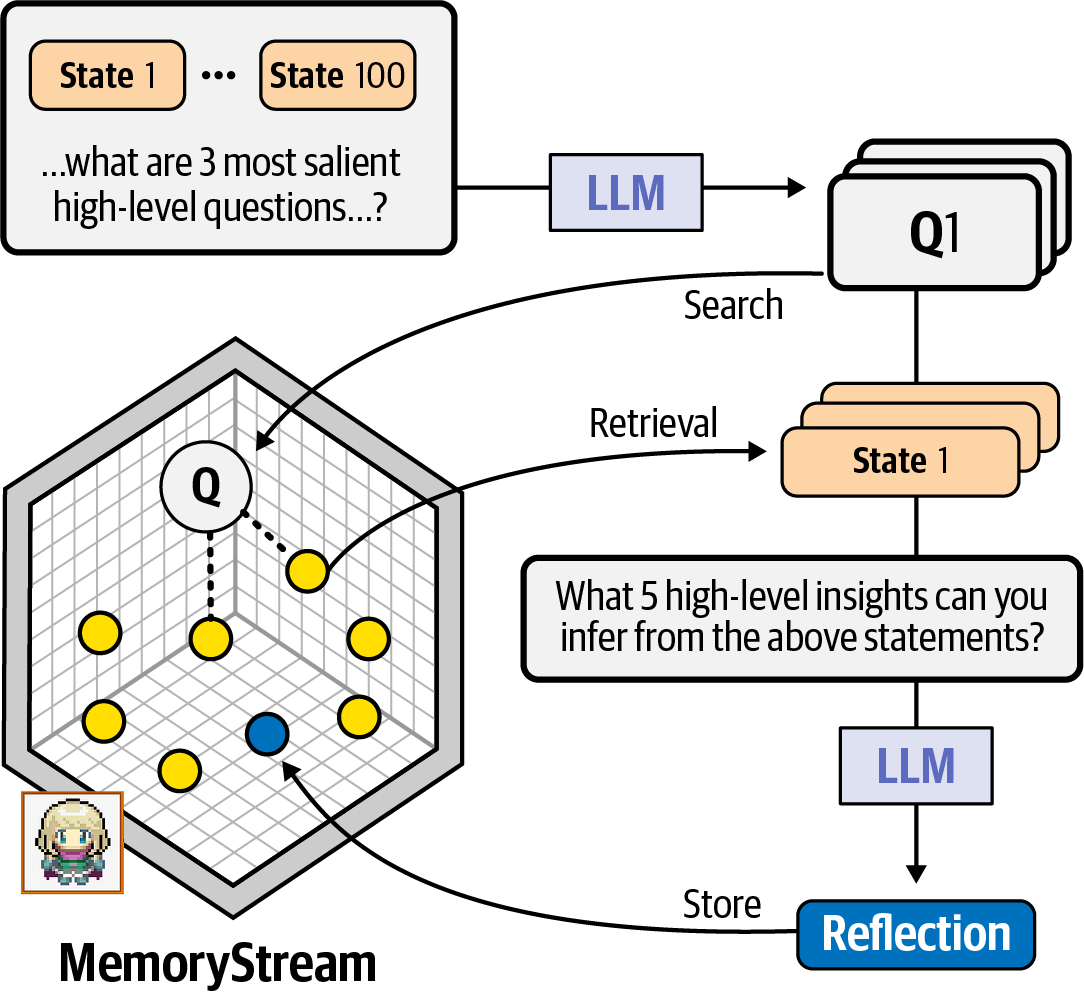 State 1 ... State 100
...what are 3 most salient
high-level questions...?
LLM
Q1
Search
Retrieval
Q
State 1
What 5 high-level insights can you
infer from the above statements?
LLM
Store
Reflection
MemoryStream